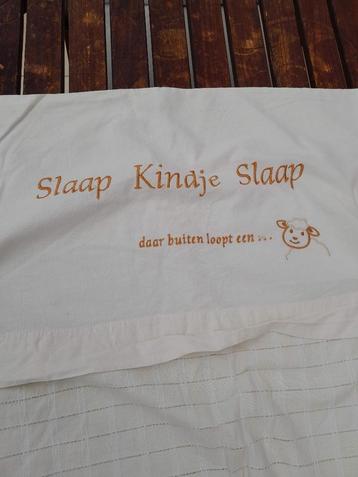 Slaap Kindje Slaap
daar buiten loopt een ...